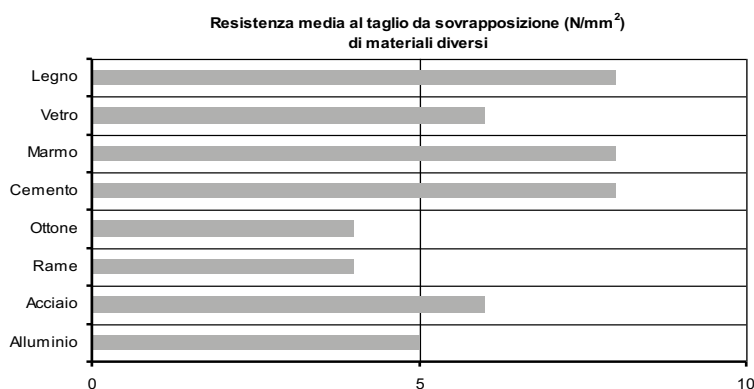 Resistenza media al taglio da sovrapposizione (N/mm²)
di materiali diversi
Legno
Vetro
Marmo
Cemento
Ottone
Rame
Acciaio
Alluminio
0 5 10